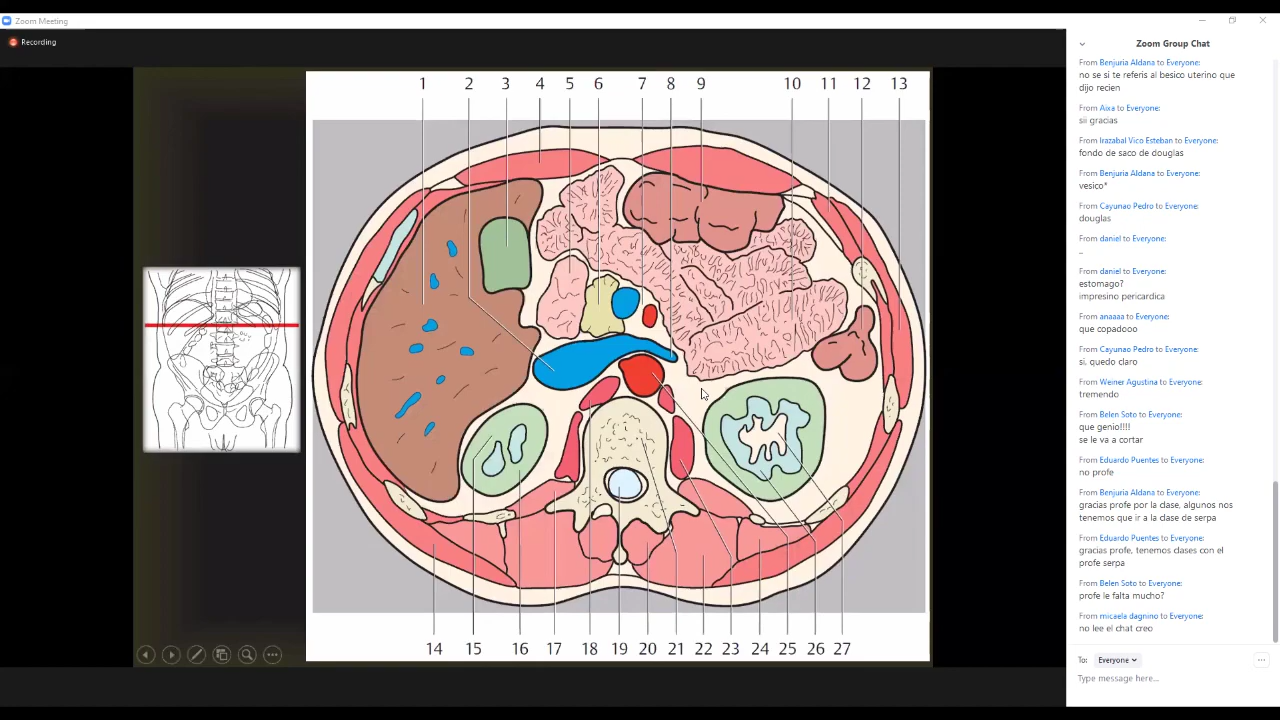 Zoom Meeting
Recording
1 2 3 4 5 6 7 8 9 10 11 12 13
14 15 16 17 18 19 20 21 22 23 24 25 26 27
Zoom Group Chat
From Benjuria Aldana to Everyone:
no se si te referis al besico uterino que
dijo recien
From Aixa to Everyone:
sii gracias
From Irazabal Vico Esteban to Everyone:
fondo de saco de douglas
From Benjuria Aldana to Everyone:
vesico*
From Cayunao Pedro to Everyone:
douglas
From daniel to Everyone:
..
From daniel to Everyone:
estomago?
impresino pericardica
From anaaaa to Everyone:
que copadooo
From Cayunao Pedro to Everyone:
si, quedo claro
From Weiner Agustina to Everyone:
tremendo
From Belen Soto to Everyone:
que genio!!!!
se le va a cortar
From Eduardo Puentes to Everyone:
no profe
From Benjuria Aldana to Everyone:
gracias profe por la clase, algunos nos
tenemos que ir a la clase de serpa
From Eduardo Puentes to Everyone:
gracias profe, tenemos clases con el
profe serpa
From Belen Soto to Everyone:
profe le falta mucho?
From micaela dagnino to Everyone:
no lee el chat creo
To: Everyone
Type message here...